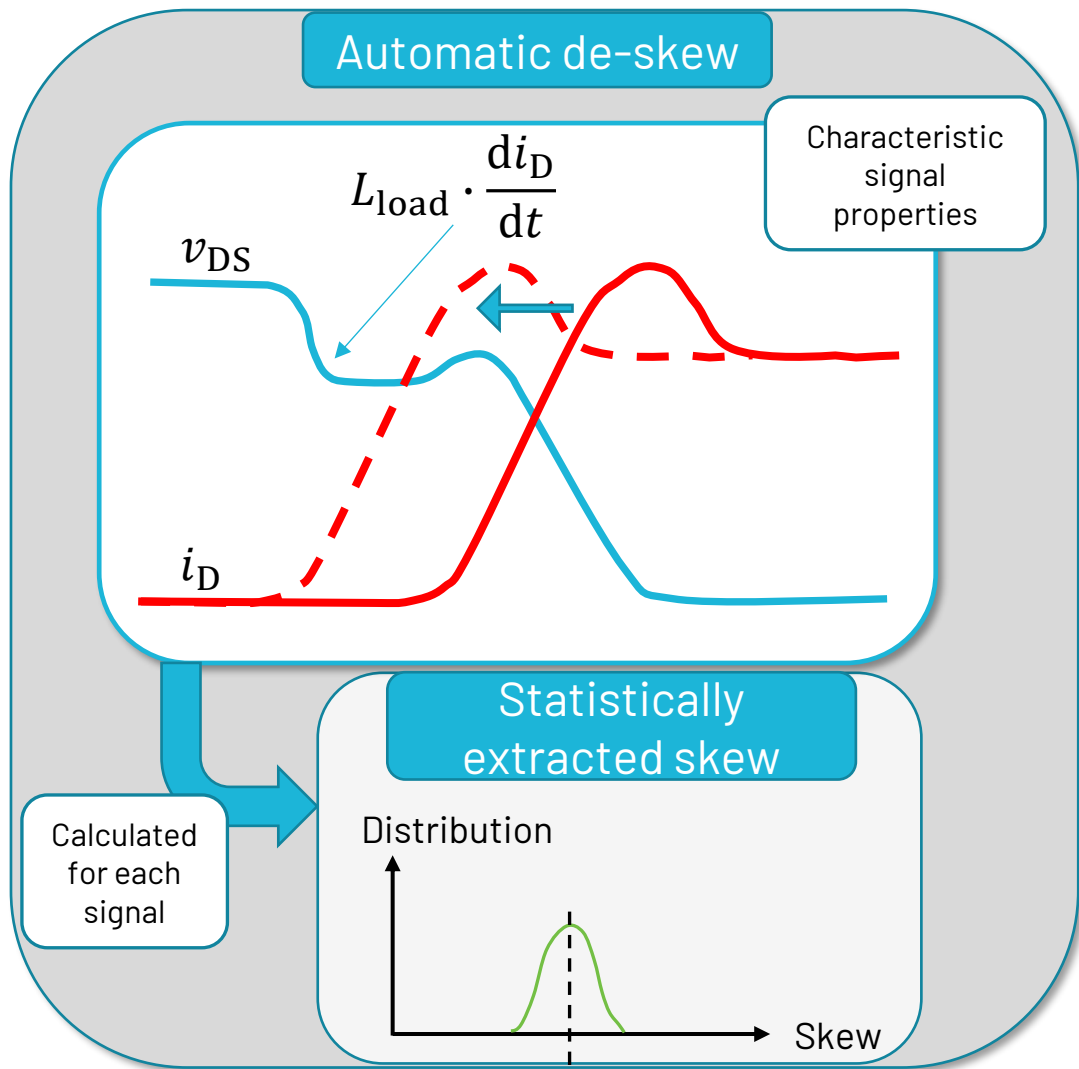 Automatic de-skew
Characteristic
signal
properties
L_load · di_D/dt
v_DS
i_D
Statistically
extracted skew
Calculated
for each
signal
Distribution
Skew